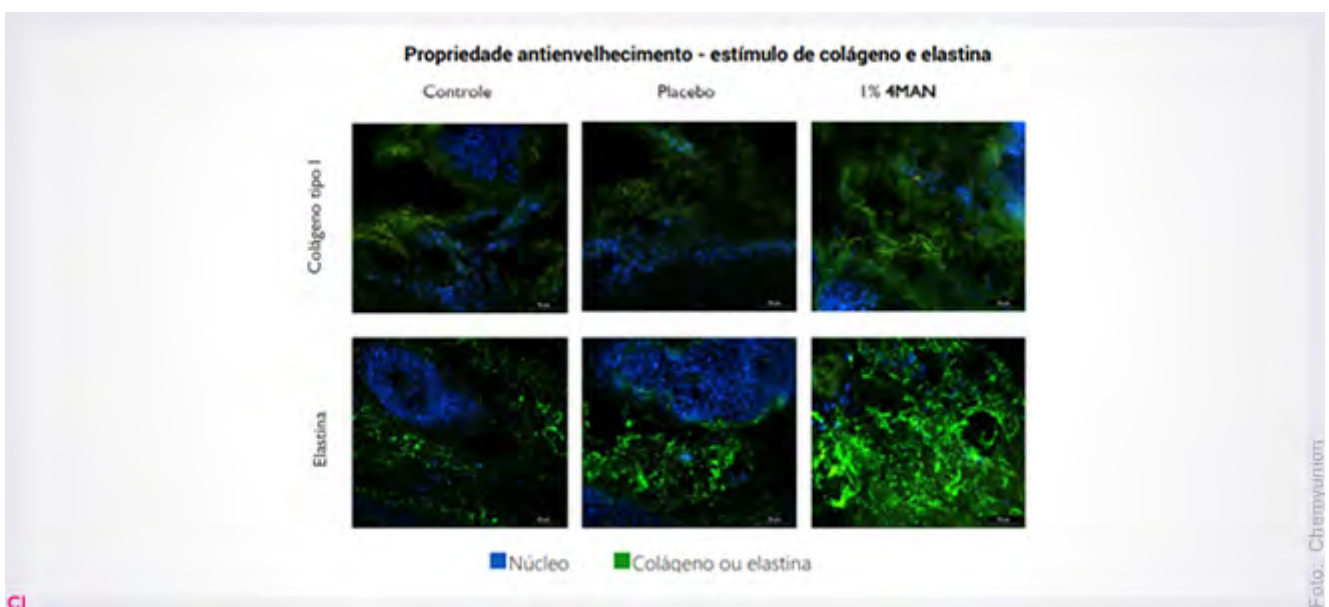 Propriedade antienvelhecimento - estímulo de colágeno e elastina
Controle
Placebo
1% 4MAN
Colágeno tipo I
Elastina
Núcleo
Colágeno ou elastina
Foto: Chemyunion
CI